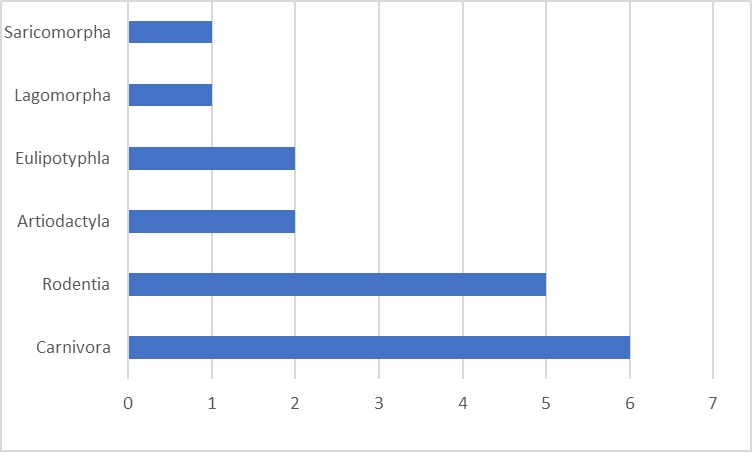 Saricomorpha
Lagomorpha
Eulipotyphla
Artiodactyla
Rodentia
Carnivora
0 1 2 3 4 5 6 7